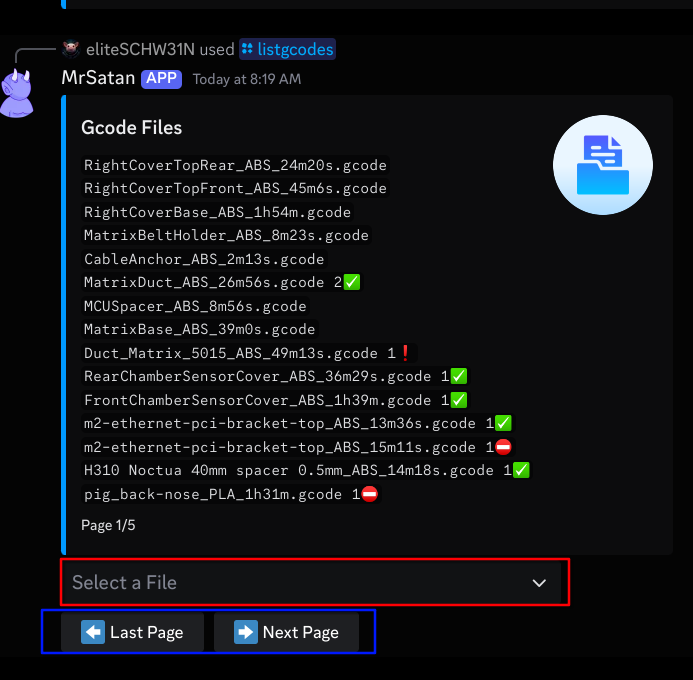 eliteSCHW31N used listgcodes
MrSatan APP Today at 8:19 AM
Gcode Files
RightCoverTopRear_ABS_24m20s.gcode
RightCoverTopFront_ABS_45m6s.gcode
RightCoverBase_ABS_1h54m.gcode
MatrixBeltHolder_ABS_8m23s.gcode
CableAnchor_ABS_2m13s.gcode
MatrixDuct_ABS_26m56s.gcode 2✅
MCUSpacer_ABS_8m56s.gcode
MatrixBase_ABS_39m0s.gcode
Duct_Matrix_5015_ABS_49m13s.gcode 1❗
RearChamberSensorCover_ABS_36m29s.gcode 1✅
FrontChamberSensorCover_ABS_1h39m.gcode 1✅
m2-ethernet-pci-bracket-top_ABS_13m36s.gcode 1✅
m2-ethernet-pci-bracket-top_ABS_15m11s.gcode 1⛔
H310 Noctua 40mm spacer 0.5mm_ABS_14m18s.gcode 1✅
pig_back-nose_PLA_1h31m.gcode 1⛔
Page 1/5
Select a File
⬅️ Last Page ➡️ Next Page